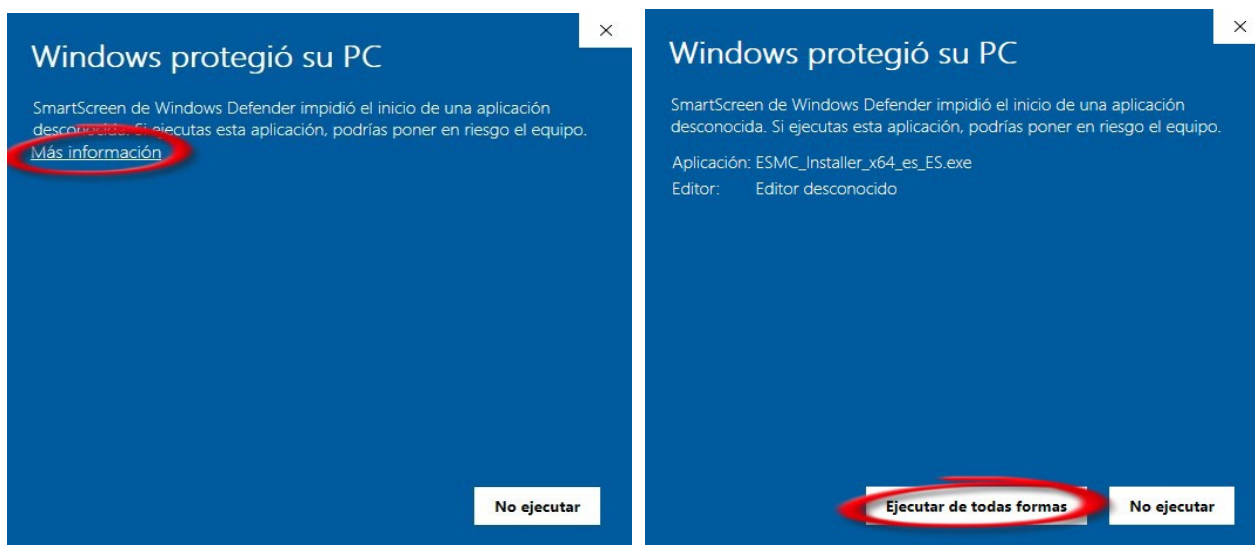 Windows protegió su PC
SmartScreen de Windows Defender impidió el inicio de una aplicación
desconocida. Si ejecutas esta aplicación, podrías poner en riesgo el equipo.
Más información
No ejecutar
Windows protegió su PC
SmartScreen de Windows Defender impidió el inicio de una aplicación
desconocida. Si ejecutas esta aplicación, podrías poner en riesgo el equipo.
Aplicación: ESMC_Installer_x64_es_ES.exe
Editor: Editor desconocido
Ejecutar de todas formas
No ejecutar